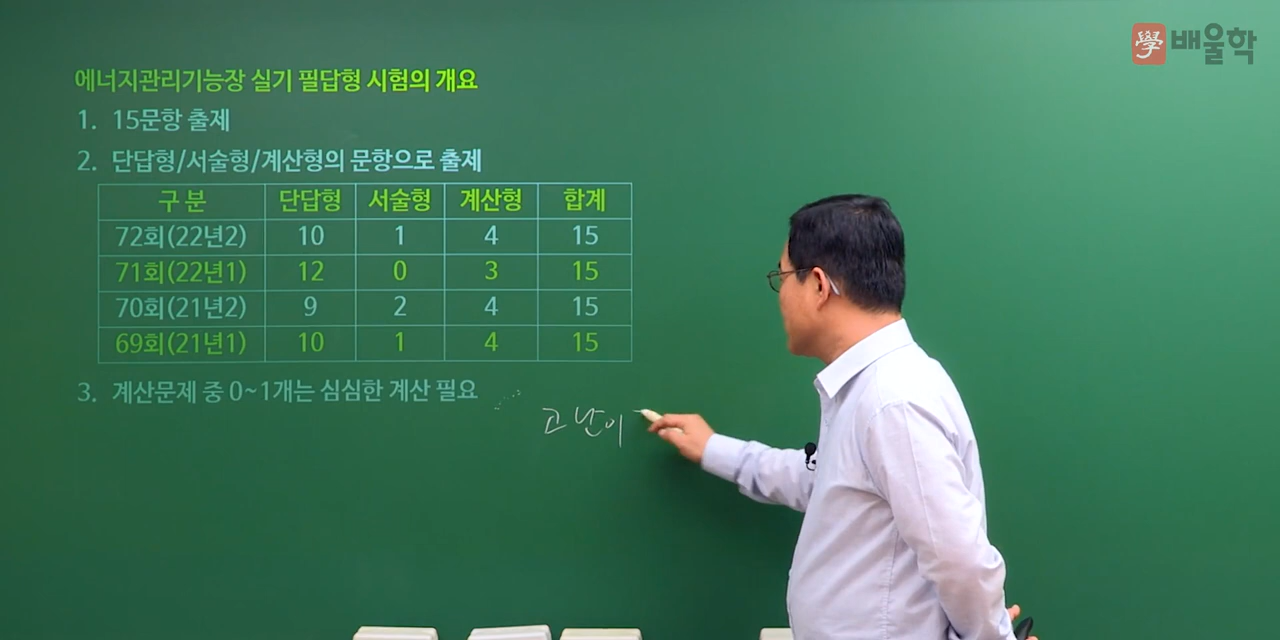 學 배울학
에너지관리기능장 실기 필답형 시험의 개요
1. 15문항 출제
2. 단답형/서술형/계산형의 문항으로 출제
구 분 단답형 서술형 계산형 합계
72회(22년2) 10 1 4 15
71회(22년1) 12 0 3 15
70회(21년2) 9 2 4 15
69회(21년1) 10 1 4 15
3. 계산문제 중 0~1개는 심심한 계산 필요
고난이